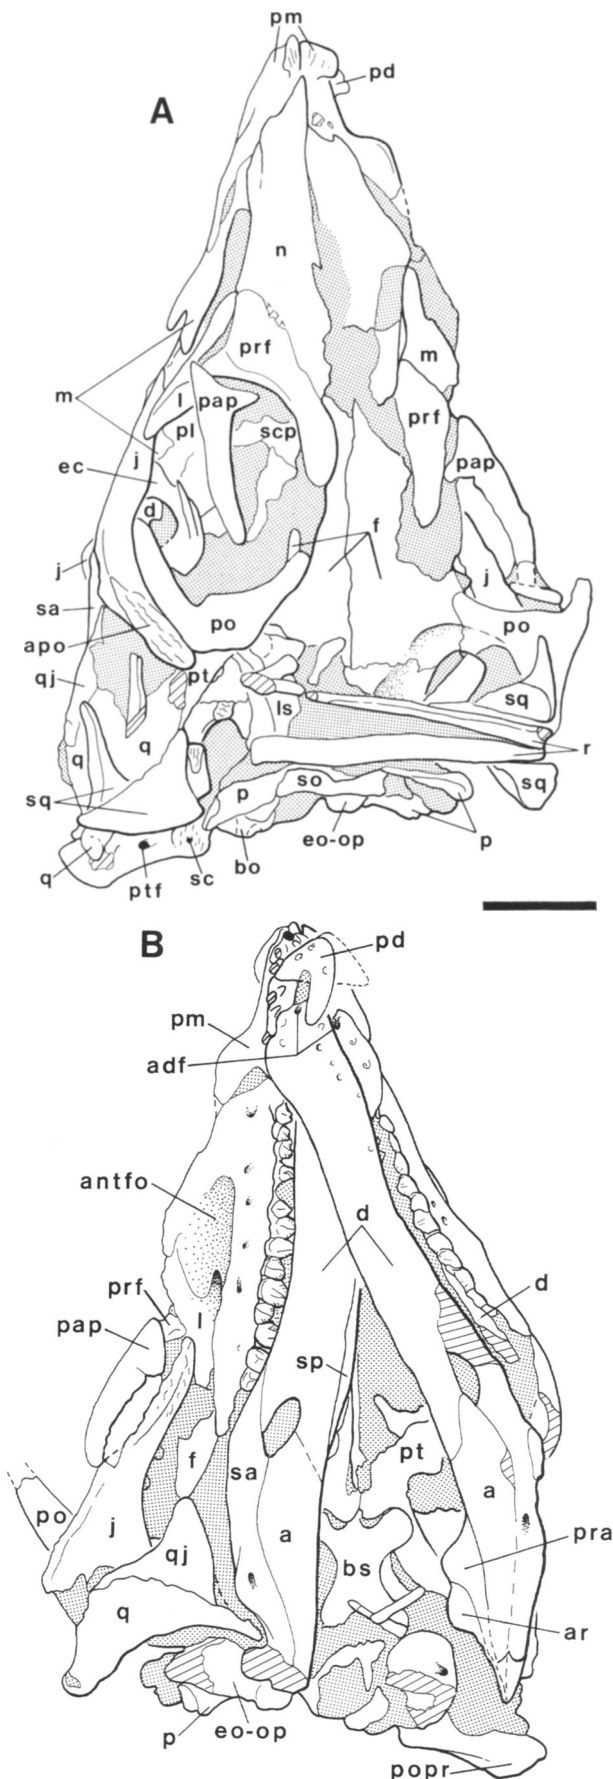 pm
pd
A
n
m
prf
m
l
pap
pl
scp
prf
pap
ec
j
d
f
j
j
sa
apo
po
po
qj
pt
sq
ls
r
q
q
sq
p
so
sq
q
ptf
sc
bo
eo-op
p
B
pd
pm
adf
antfo
d
prf
d
pap
l
sp
f
sa
pt
po
j
qj
a
a
bs
pra
q
ar
p
eo-op
popr